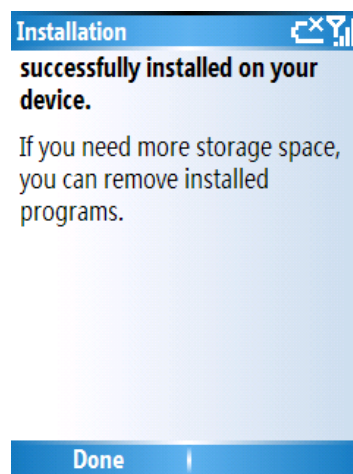 Installation
successfully installed on your
device.
If you need more storage space,
you can remove installed
programs.
Done